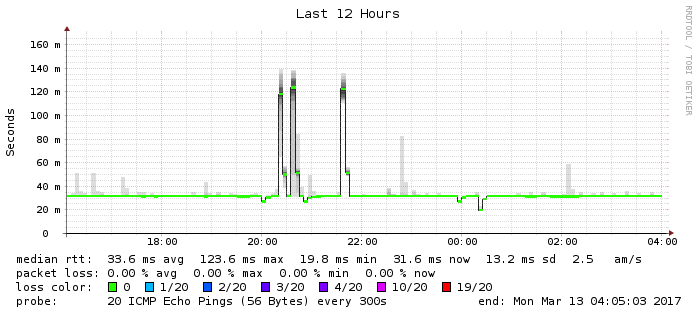 Last 12 Hours
RRDTOOL / TOBI OETIKER
Seconds
160 m
140 m
120 m
100 m
80 m
60 m
40 m
20 m
0
18:00 20:00 22:00 00:00 02:00 04:00
median rtt: 33.6 ms avg 123.6 ms max 19.8 ms min 31.6 ms now 13.2 ms sd 2.5 am/s
packet loss: 0.00 % avg 0.00 % max 0.00 % min 0.00 % now
loss color: 0 1/20 2/20 3/20 4/20 10/20 19/20
probe: 20 ICMP Echo Pings (56 Bytes) every 300s end: Mon Mar 13 04:05:03 2017